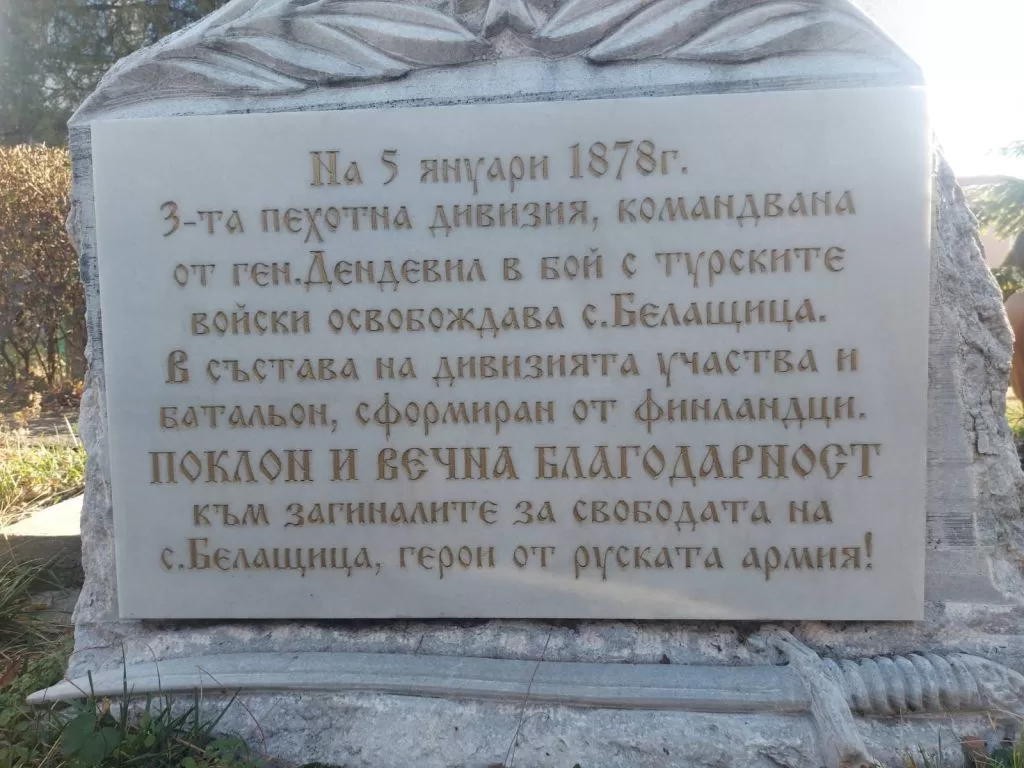 На 5 януари 1878г.
3-та пехотна дивизия, командвана
от ген.Дендевил в бой с турските
войски освобождава с.Белащица.
В състава на дивизията участва и
батальон, сформиран от финландци.
ПОКЛОН И ВЕЧНА БЛАГОДАРНОСТ
към загиналите за свободата на
с.Белащица, герои от руската армия!